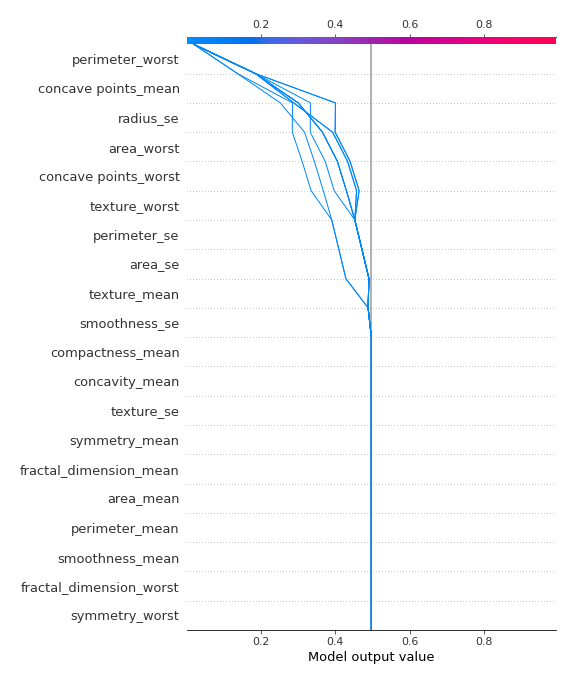 0.2 0.4 0.6 0.8
perimeter_worst
concave points_mean
radius_se
area_worst
concave points_worst
texture_worst
perimeter_se
area_se
texture_mean
smoothness_se
compactness_mean
concavity_mean
texture_se
symmetry_mean
fractal_dimension_mean
area_mean
perimeter_mean
smoothness_mean
fractal_dimension_worst
symmetry_worst
0.2 0.4 0.6 0.8
Model output value